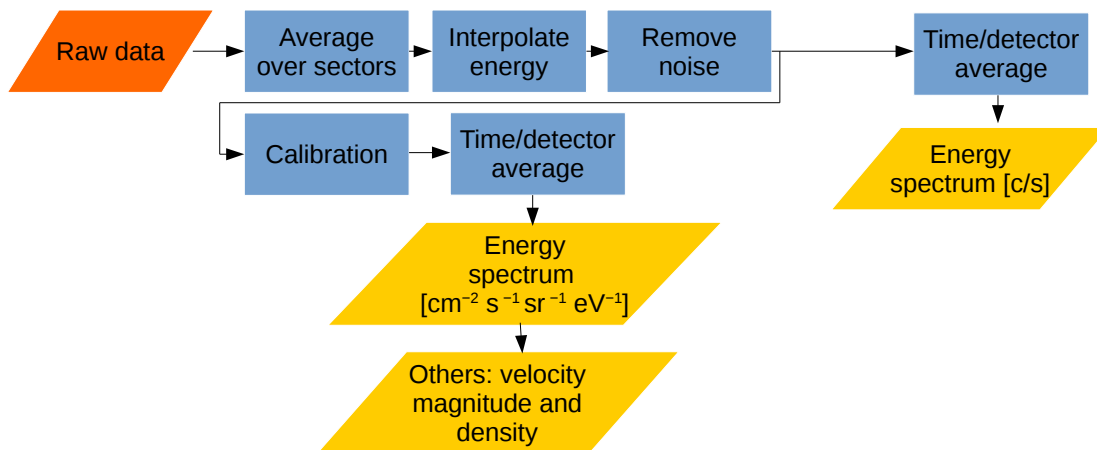 Raw data
Average
over sectors
Interpolate
energy
Remove
noise
Time/detector
average
Calibration
Time/detector
average
Energy
spectrum [c/s]
Energy
spectrum
[cm⁻² s⁻¹ sr⁻¹ eV⁻¹]
Others: velocity
magnitude and
density